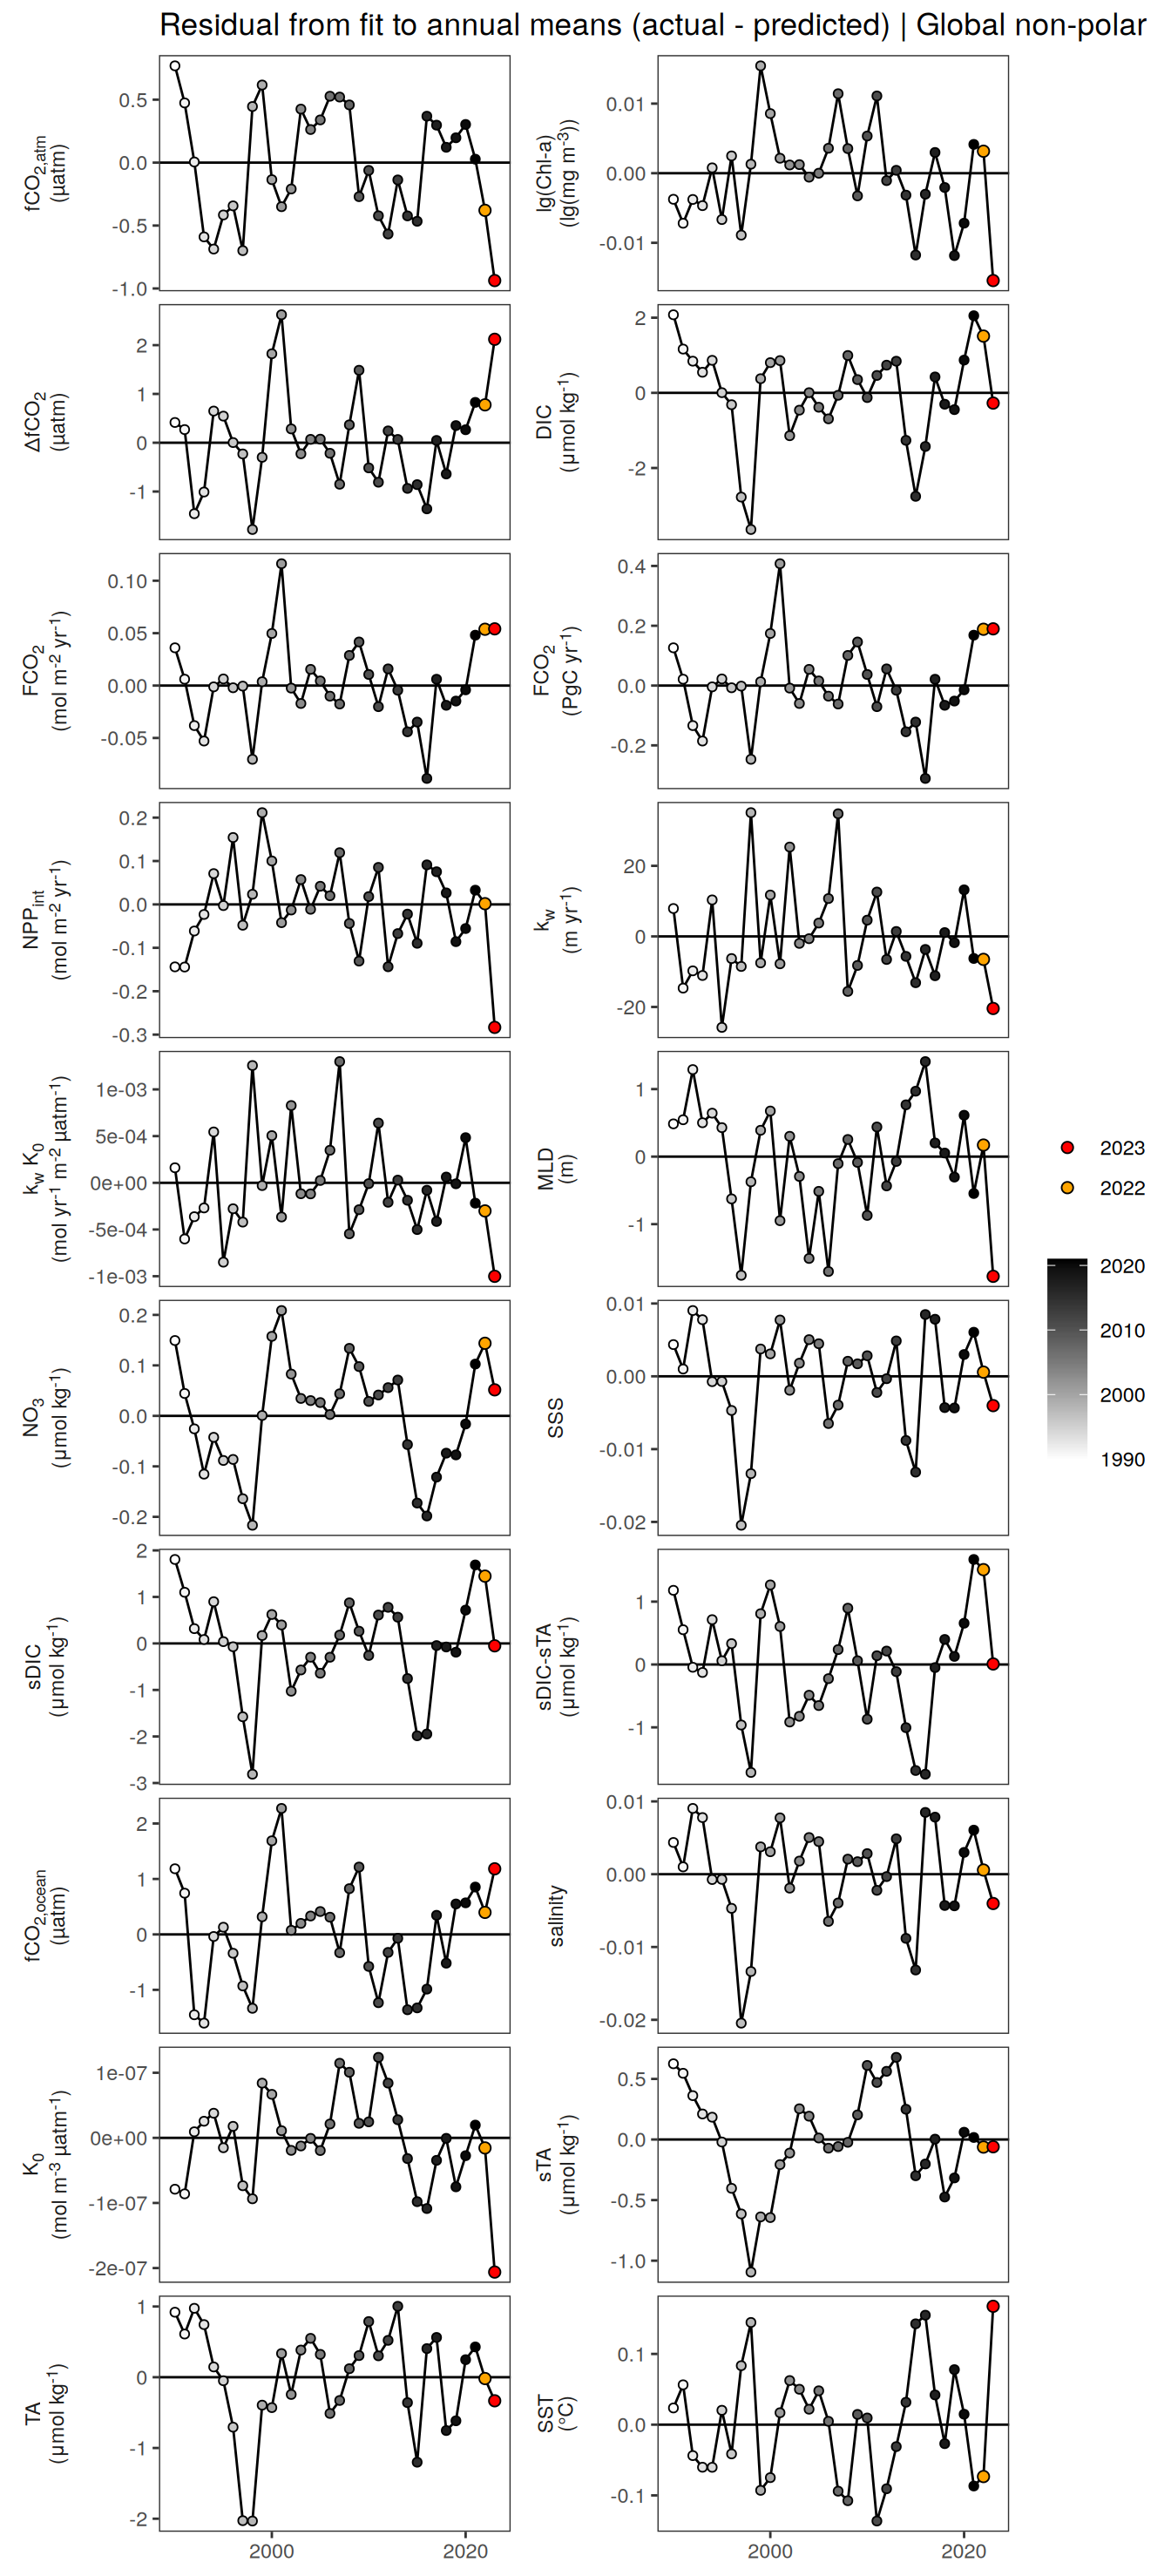 Residual from fit to annual means (actual - predicted) | Global non-polar
fCO2,atm
(µatm)
0.5
0.0
-0.5
-1.0
lg(Chl-a)
(lg(mg m-3))
0.01
0.00
-0.01
ΔfCO2
(µatm)
2
1
0
-1
DIC
(µmol kg-1)
2
0
-2
FCO2
(mol m-2 yr-1)
0.10
0.05
0.00
-0.05
FCO2
(PgC yr-1)
0.4
0.2
0.0
-0.2
NPPint
(mol m-2 yr-1)
0.2
0.1
0.0
-0.1
-0.2
-0.3
kw
(m yr-1)
20
0
-20
kw K0
(mol yr-1 m-2 µatm-1)
1e-03
5e-04
0e+00
-5e-04
-1e-03
MLD
(m)
1
0
-1
2023
2022
2020
2010
2000
1990
NO3
(µmol kg-1)
0.2
0.1
0.0
-0.1
-0.2
SSS
0.01
0.00
-0.01
-0.02
sDIC
(µmol kg-1)
2
1
0
-1
-2
-3
sDIC-sTA
(µmol kg-1)
1
0
-1
fCO2,ocean
(µatm)
2
1
0
-1
salinity
0.01
0.00
-0.01
-0.02
K0
(mol m-3 µatm-1)
1e-07
0e+00
-1e-07
-2e-07
sTA
(µmol kg-1)
0.5
0.0
-0.5
-1.0
TA
(µmol kg-1)
1
0
-1
-2
SST
(°C)
0.1
0.0
-0.1
2000
2020
2000
2020